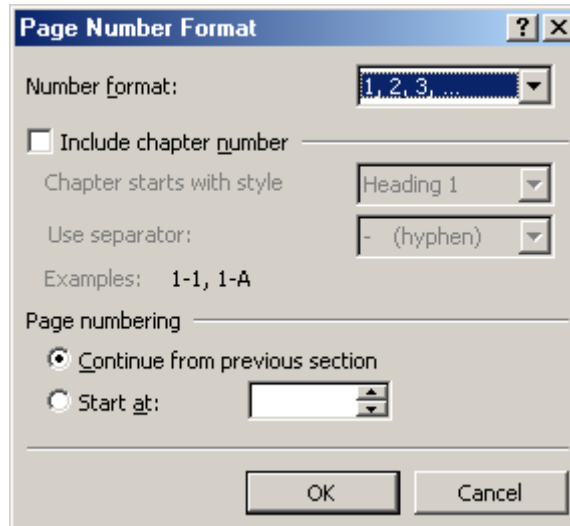 Page Number Format
Number format: 1, 2, 3, ...
Include chapter number
Chapter starts with style Heading 1
Use separator: - (hyphen)
Examples: 1-1, 1-A
Page numbering
Continue from previous section
Start at:
OK Cancel